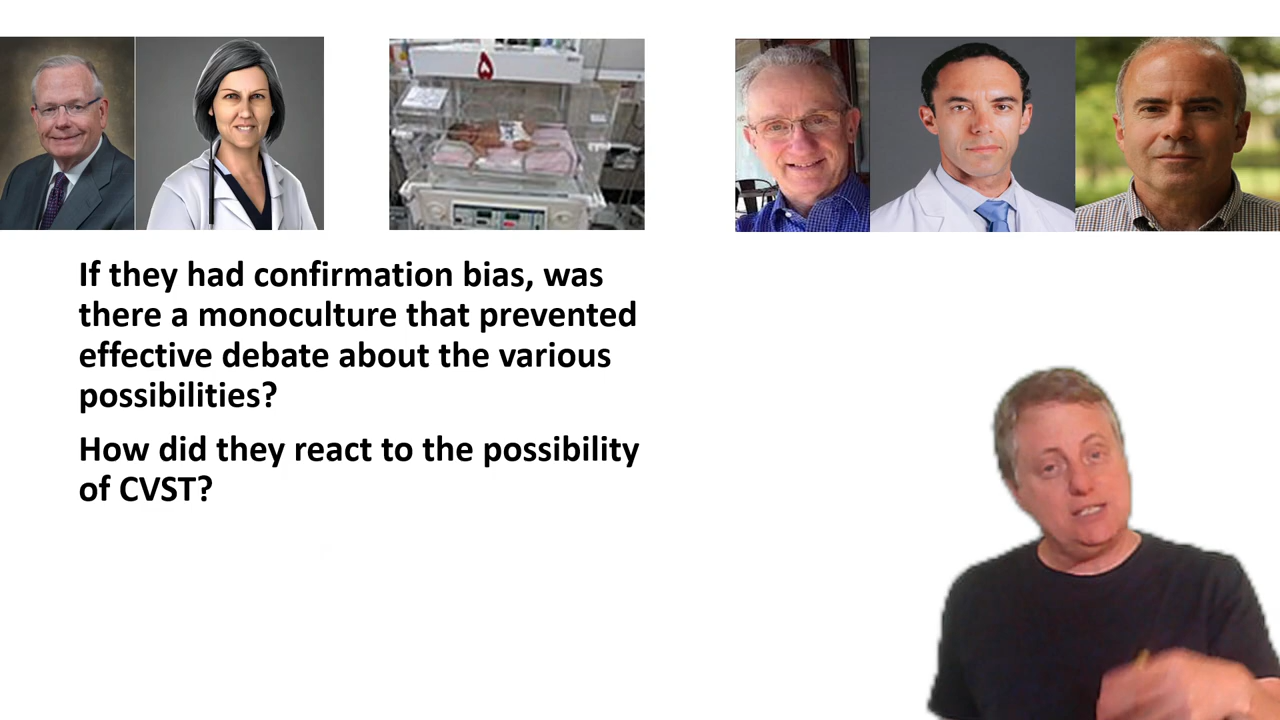 If they had confirmation bias, was
there a monoculture that prevented
effective debate about the various
possibilities?
How did they react to the possibility
of CVST?